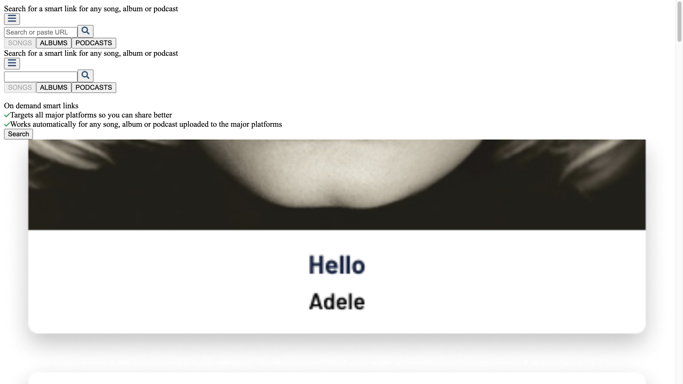 Search for a smart link for any song, album or podcast
Search or paste URL
SONGS ALBUMS PODCASTS
Search for a smart link for any song, album or podcast
SONGS ALBUMS PODCASTS
On demand smart links
Targets all major platforms so you can share better
Works automatically for any song, album or podcast uploaded to the major platforms
Search
Hello
Adele